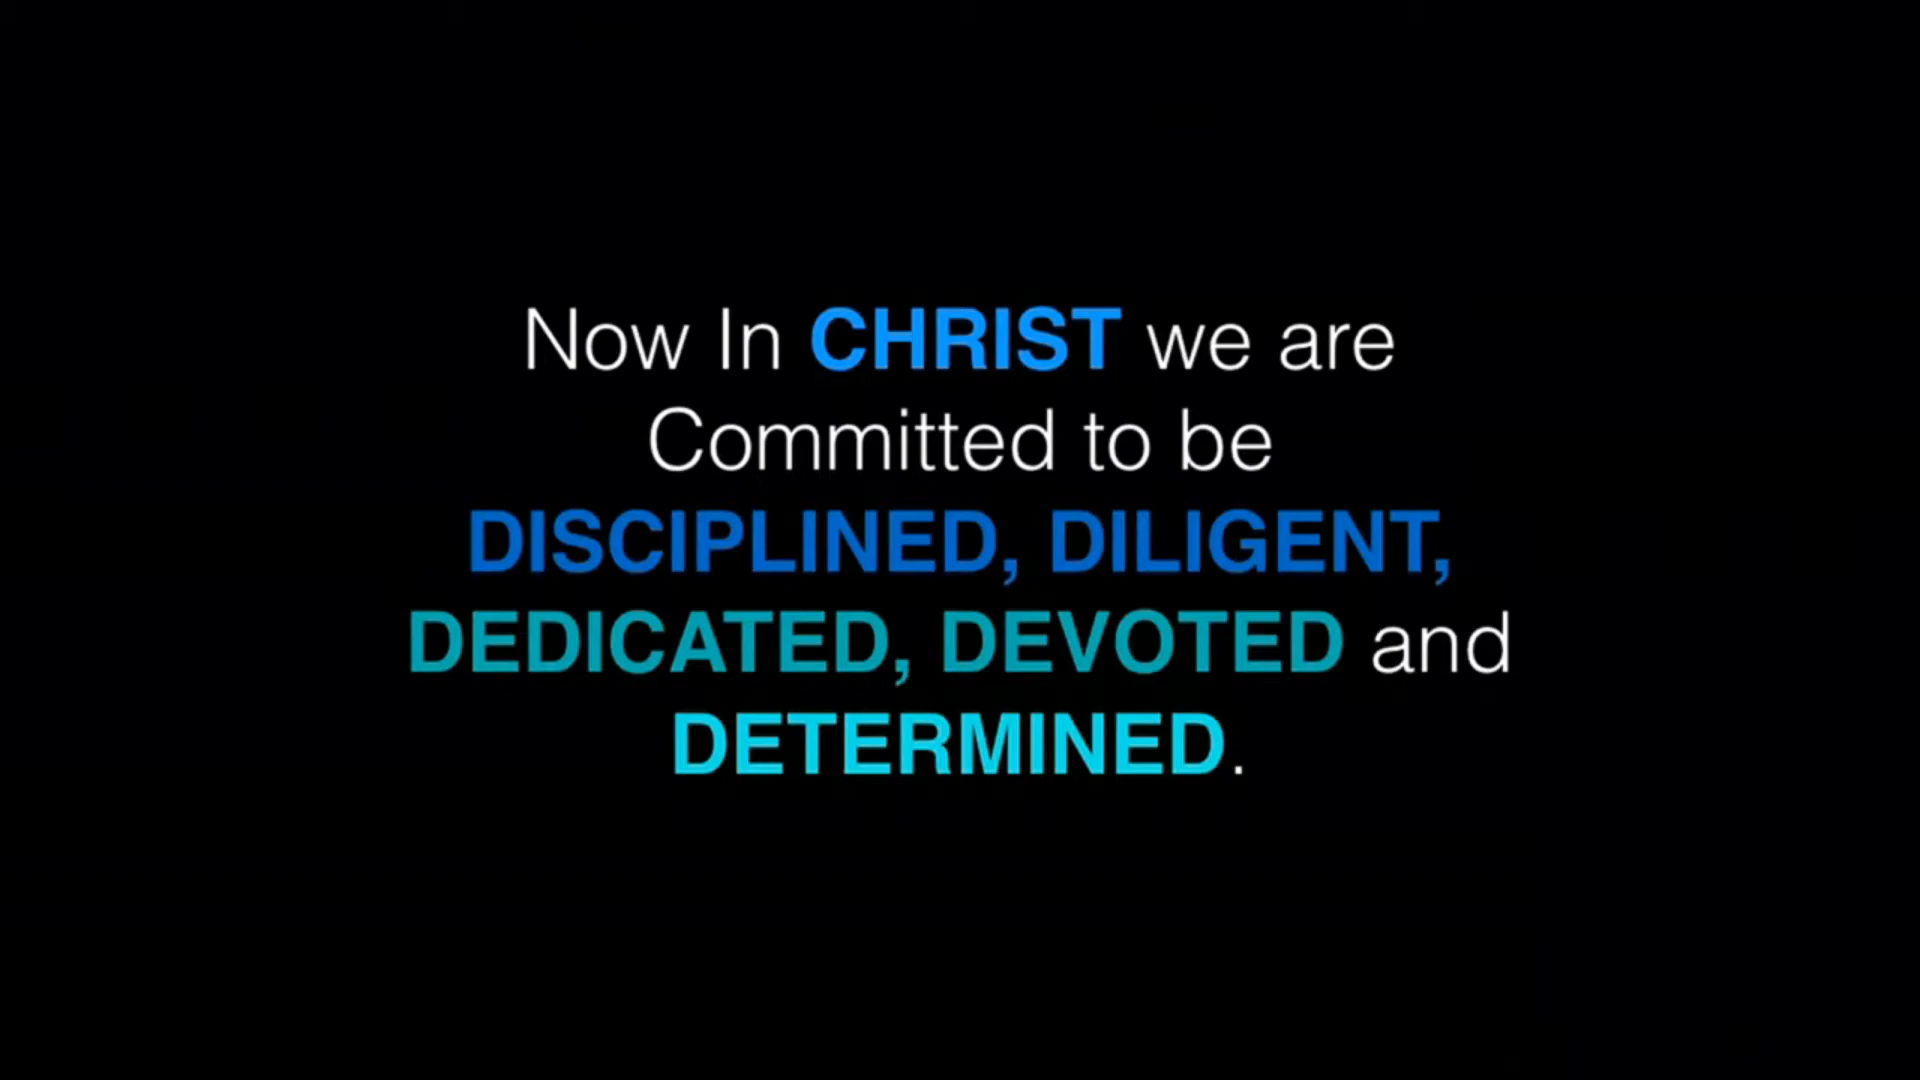 Now In CHRIST we are
Committed to be
DISCIPLINED, DILIGENT,
DEDICATED, DEVOTED and
DETERMINED.